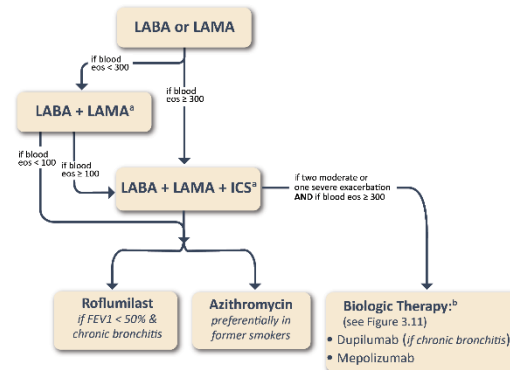 LABA or LAMA
if blood
eos < 300
if blood
eos ≥ 300
LABA + LAMAᵃ
if blood
eos < 100
if blood
eos ≥ 100
LABA + LAMA + ICSᵃ
if two moderate or
one severe exacerbation
AND if blood eos ≥ 300
Roflumilast
if FEV1 < 50% &
chronic bronchitis
Azithromycin
preferentially in
former smokers
Biologic Therapy:ᵇ
(see Figure 3.11)
• Dupilumab (if chronic bronchitis)
• Mepolizumab